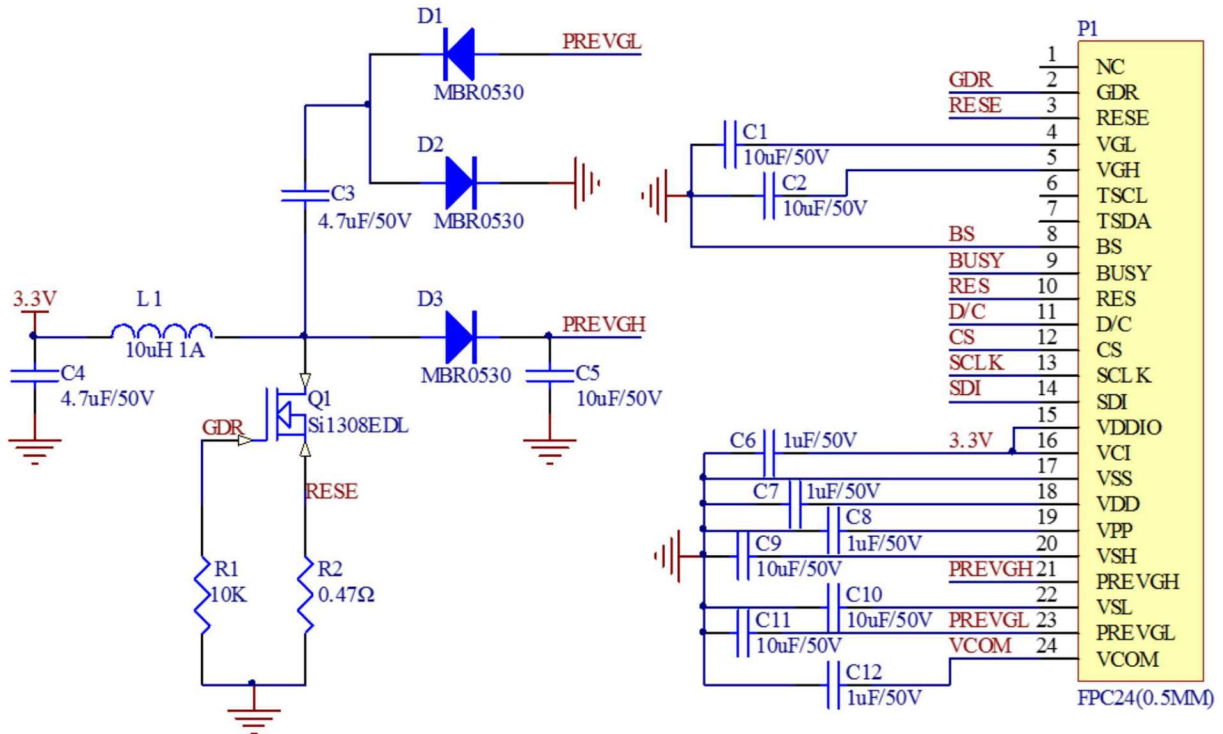 D1
PREVGL
MBR0530
D2
MBR0530
C3
4.7uF/50V
3.3V
L1
10uH 1A
D3
PREVGH
MBR0530
C4
4.7uF/50V
C5
10uF/50V
Q1
Si1308EDL
GDR
RESE
R1
10K
R2
0.47Ω
P1
1 NC
GDR 2 GDR
RESE 3 RESE
C1 4 VGL
10uF/50V
5 VGH
C2
10uF/50V
6 TSCL
7 TSDA
BS 8 BS
BUSY 9 BUSY
RES 10 RES
D/C 11 D/C
CS 12 CS
SCLK 13 SCLK
SDI 14 SDI
15 VDDIO
C6 1uF/50V 3.3V 16 VCI
17 VSS
C7 1uF/50V 18 VDD
C8 19 VPP
1uF/50V
C9 20 VSH
10uF/50V
PREVGH 21 PREVGH
C10 22 VSL
10uF/50V
C11 PREVGL 23 PREVGL
10uF/50V
VCOM 24 VCOM
C12
1uF/50V
FPC24(0.5MM)